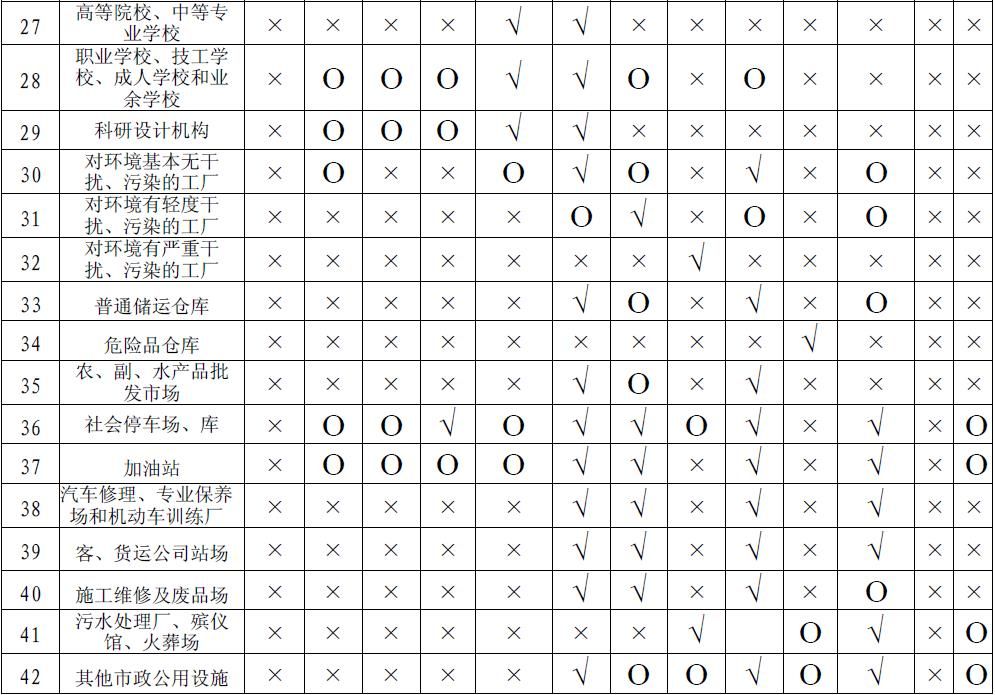 27
高等院校、中等专
业学校
× × × × √ √ × × × × × × ×
28
职业学校、技工学
校、成人学校和业
余学校
× O O O √ √ O × O × × × ×
29 科研设计机构 × O O O √ √ × × × × × × ×
30
对环境基本无干
扰、污染的工厂
× O × × O √ O × √ × O × ×
31
对环境有轻度干
扰、污染的工厂
× × × × × O √ × O × O × ×
32
对环境有严重干
扰、污染的工厂
× × × × × × × √ × × × × ×
33 普通储运仓库 × × × × × √ O × √ × O × ×
34 危险品仓库 × × × × × × × × × √ × × ×
35
农、副、水产品批
发市场
× × × × × √ O × √ × × × ×
36 社会停车场、库 × O O √ O √ √ O √ × √ × O
37 加油站 × O O O O √ √ × √ × √ × O
38
汽车修理、专业保养
场和机动车训练厂
× × × × × √ √ × √ × √ × ×
39 客、货运公司站场 × × × × × √ √ × √ × √ × ×
40 施工维修及废品场 × × × × × √ √ × √ × O × ×
41
污水处理厂、殡仪
馆、火葬场
× × × × × × × √ O √ × O
42 其他市政公用设施 × × × × × √ O O √ O √ × O